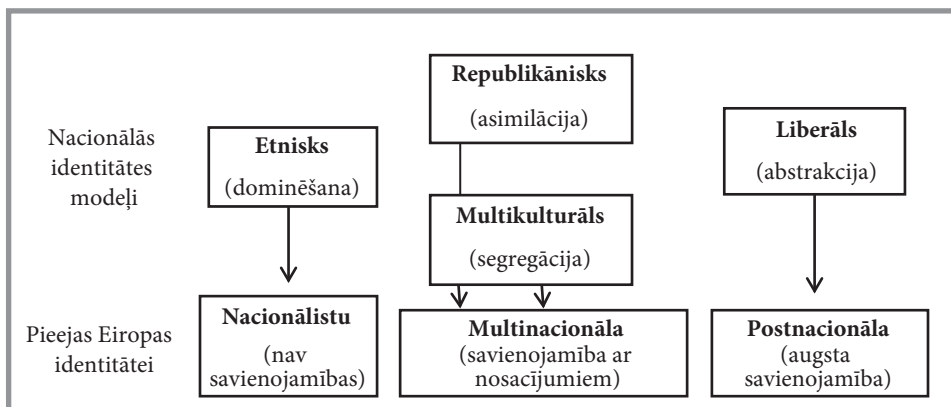 Nacionālās
identitātes
modeļi
Etnisks
(dominēšana)
Republikānisks
(asimilācija)
Multikulturāls
(segregācija)
Liberāls
(abstrakcija)
Pieejas Eiropas
identitātei
Nacionālistu
(nav
savienojamības)
Multinacionāla
(savienojamība ar
nosacījumiem)
Postnacionāla
(augsta
savienojamība)